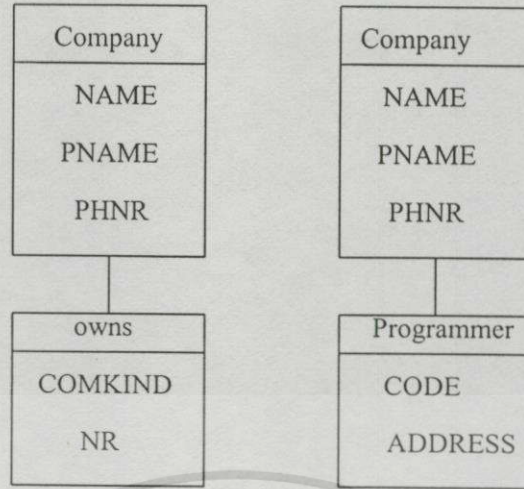 Company
NAME
PNAME
PHNR
owns
COMKIND
NR
Company
NAME
PNAME
PHNR
Programmer
CODE
ADDRESS